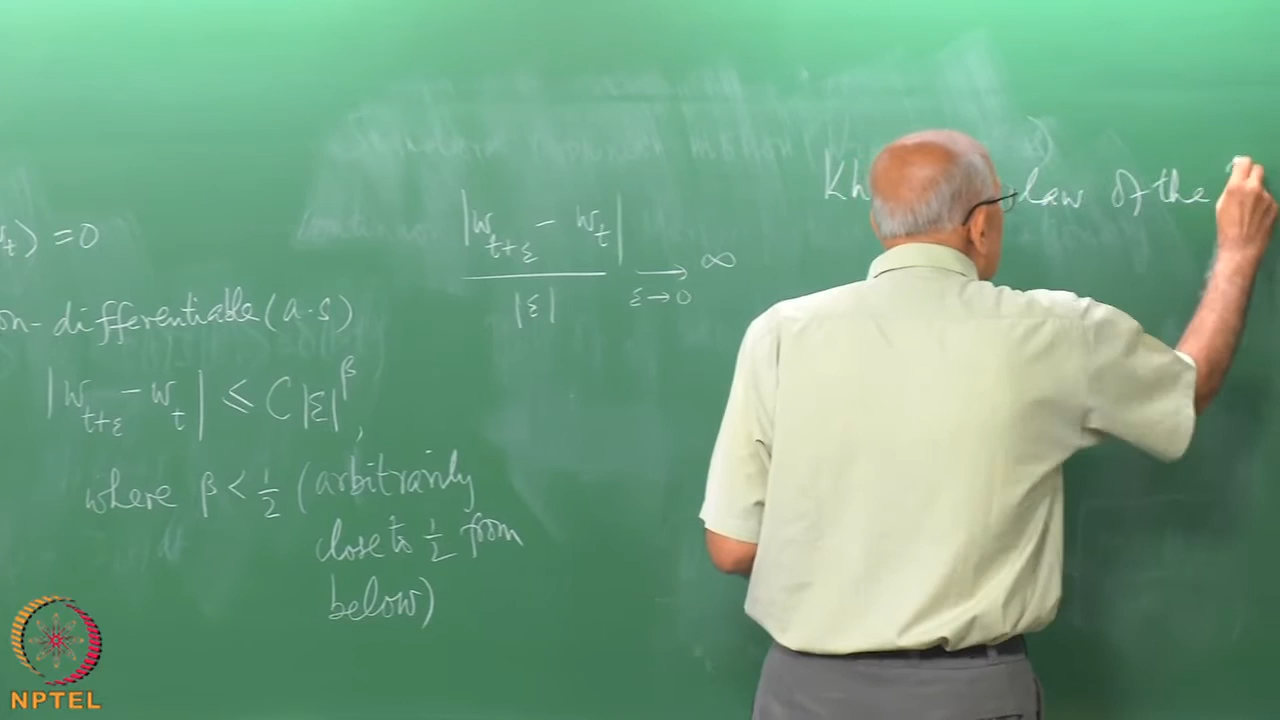 ⟩ = 0
on-differentiable (a.s)
|w_{t+ε} - w_t| ≤ C|ε|^β,
where β < 1/2 (arbitrarily
close to 1/2 from
below)
|w_{t+ε} - w_t|
|ε|
→ ∞
ε→0
Kh law of the
NPTEL